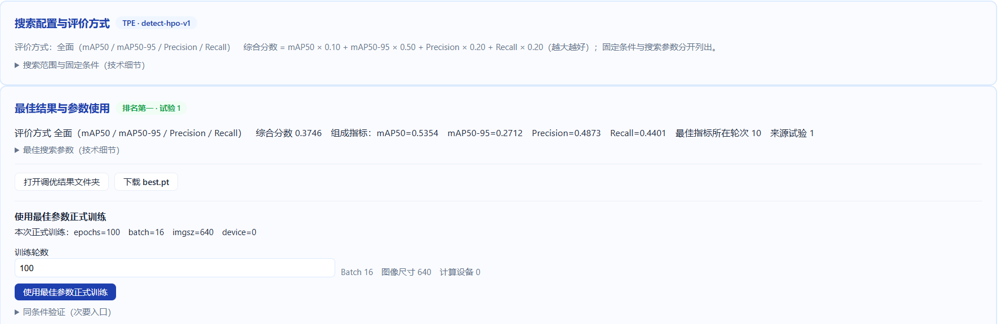 搜索配置与评价方式 TPE · detect-hpo-v1
评价方式：全面（mAP50 / mAP50-95 / Precision / Recall） 综合分数 = mAP50 × 0.10 + mAP50-95 × 0.50 + Precision × 0.20 + Recall × 0.20（越大越好）；固定条件与搜索参数分开列出。
▶ 搜索范围与固定条件（技术细节）
最佳结果与参数使用 排名第一 · 试验 1
评价方式 全面（mAP50 / mAP50-95 / Precision / Recall） 综合分数 0.3746 组成指标：mAP50=0.5354 mAP50-95=0.2712 Precision=0.4873 Recall=0.4401 最佳指标所在轮次 10 来源试验 1
▶ 最佳搜索参数（技术细节）
打开调优结果文件夹 下载 best.pt
使用最佳参数正式训练
本次正式训练：epochs=100 batch=16 imgsz=640 device=0
训练轮数
100 Batch 16 图像尺寸 640 计算设备 0
使用最佳参数正式训练
▶ 同条件验证（次要入口）